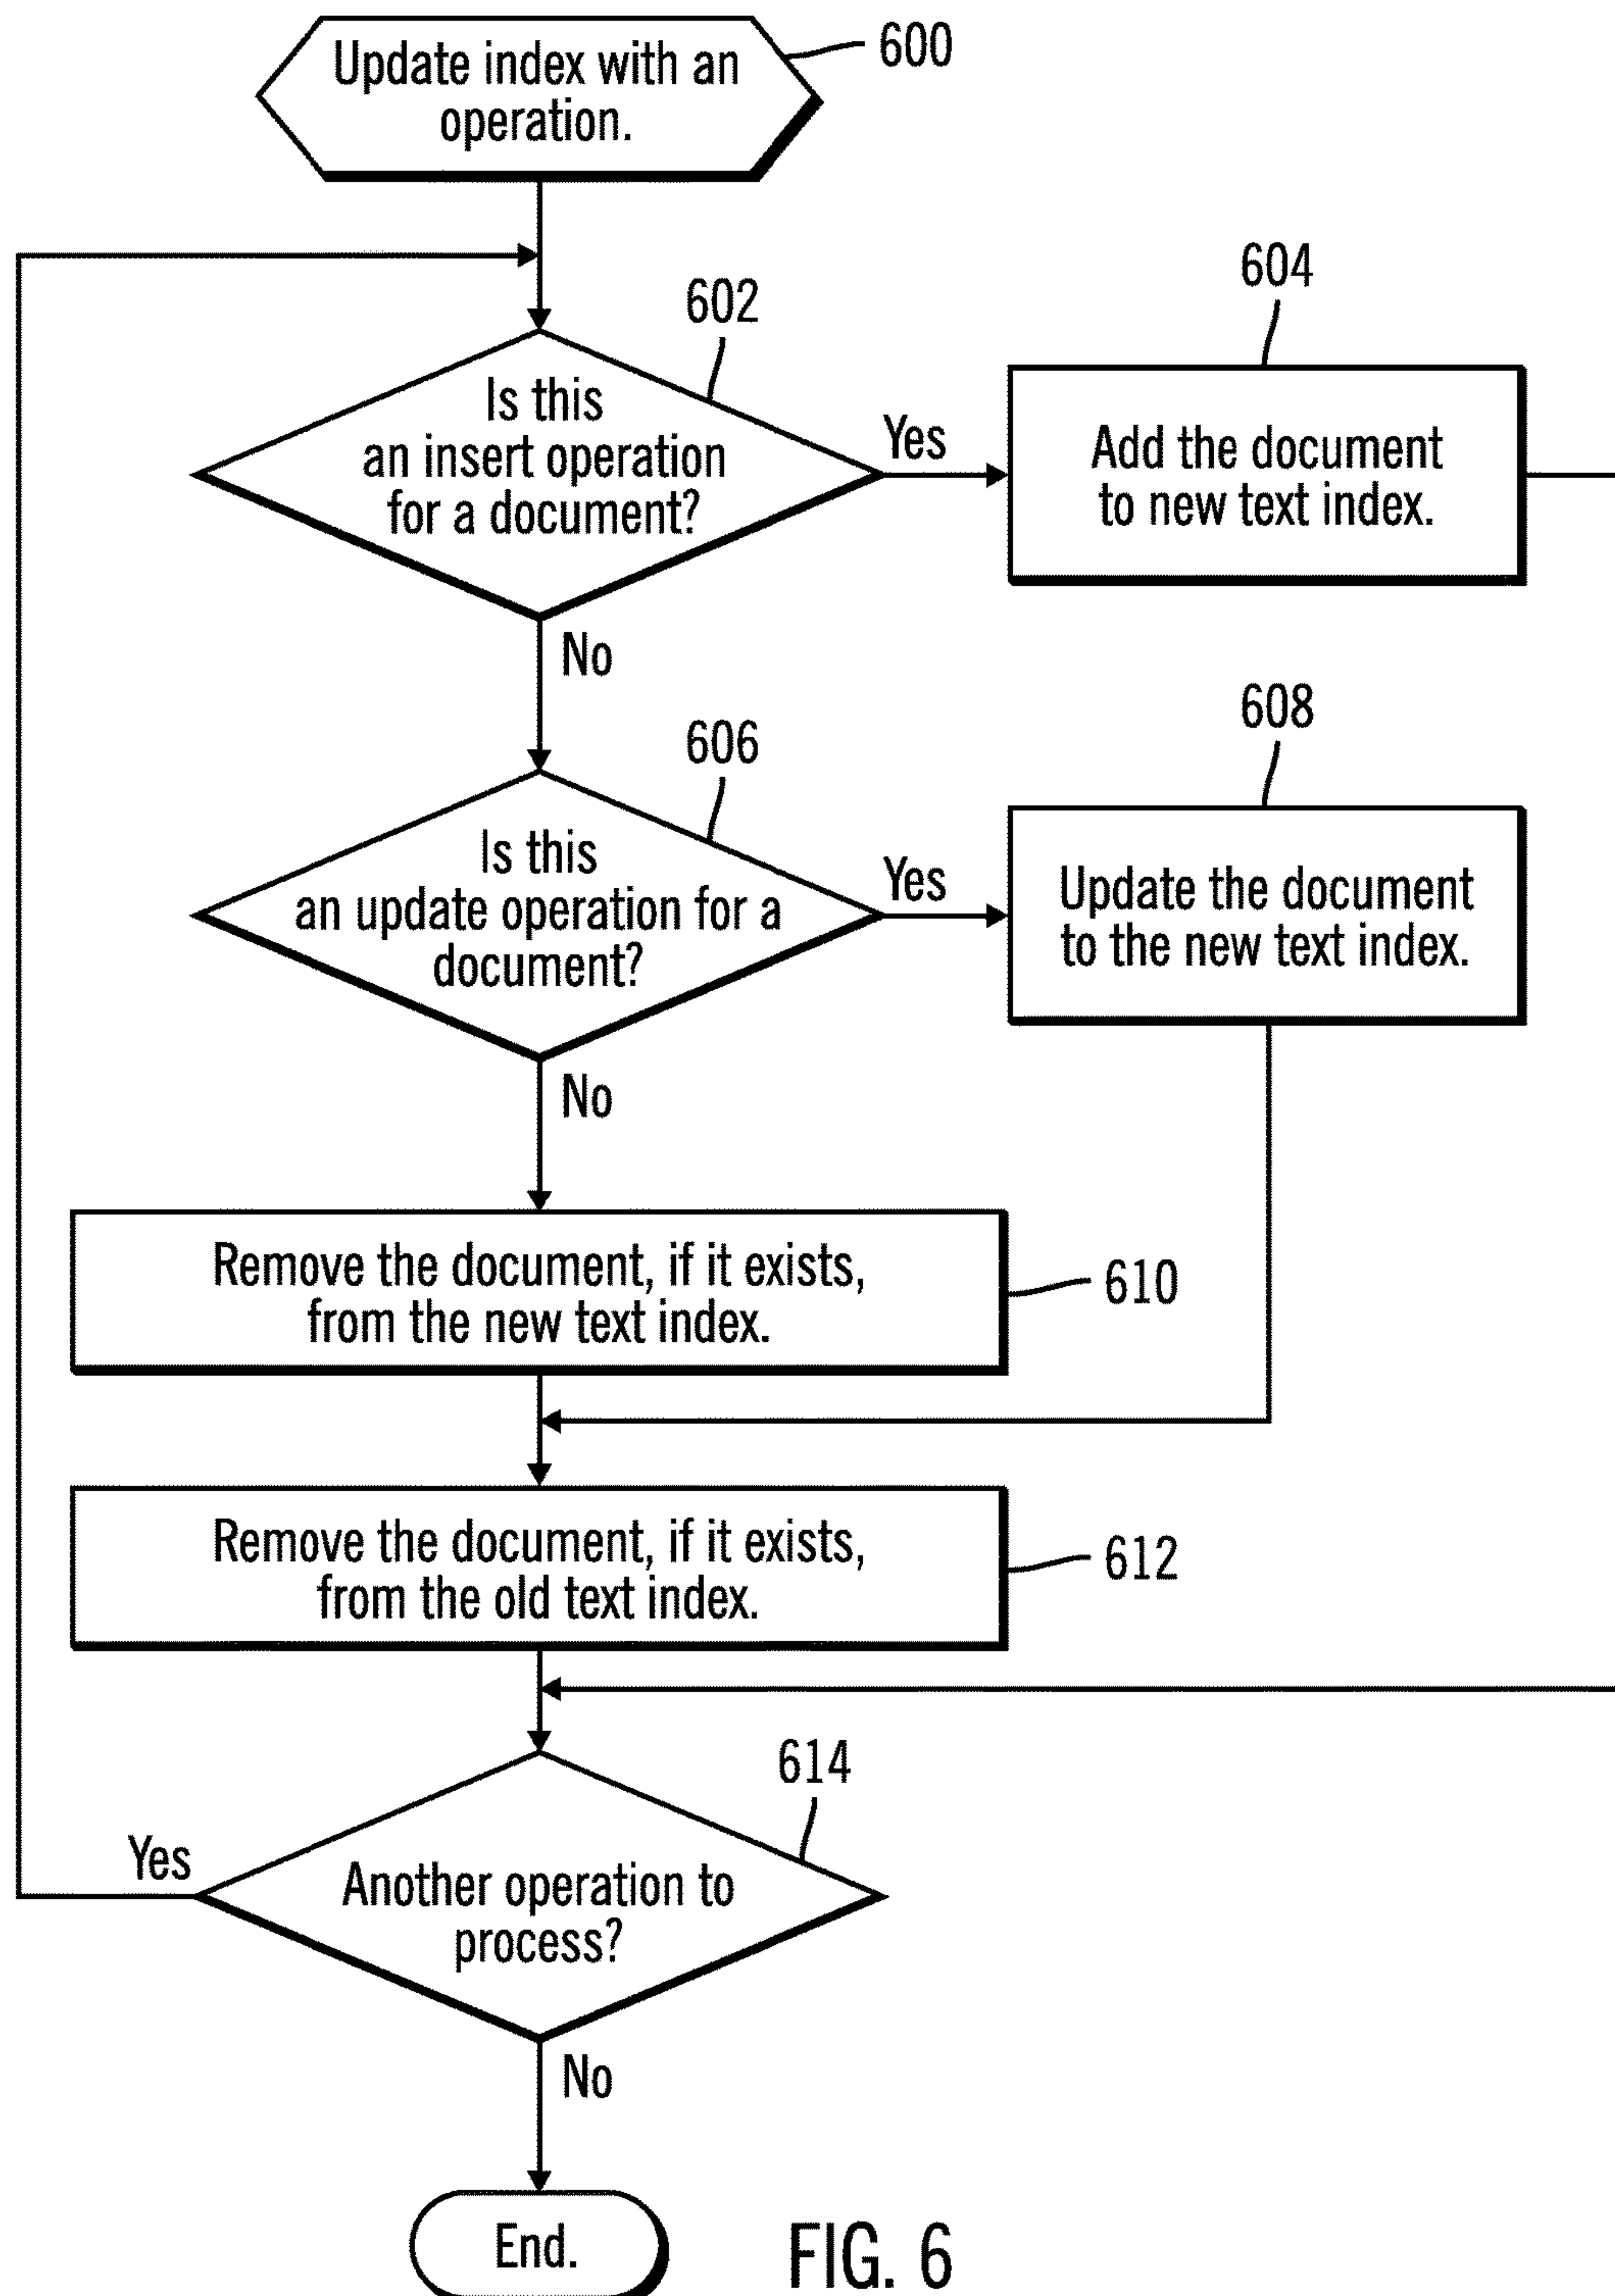 Update index with an
operation.
600
602
604
Is this
an insert operation
for a document?
Yes
Add the document
to new text index.
No
606
608
Is this
an update operation for a
document?
Yes
Update the document
to the new text index.
No
Remove the document, if it exists,
from the new text index.
610
Remove the document, if it exists,
from the old text index.
612
614
Yes
Another operation to
process?
No
End.
FIG. 6